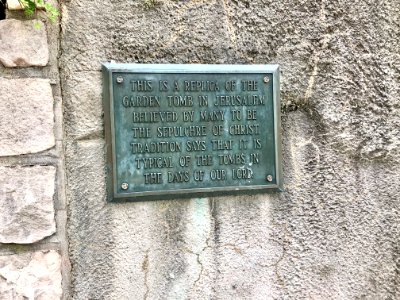 THIS IS A REPLICA OF THE
GARDEN TOMB IN JERUSALEM,
BELIEVED BY MANY TO BE
THE SEPULCHRE OF CHRIST.
TRADITION SAYS THAT IT IS
TYPICAL OF THE TOMBS IN
THE DAYS OF OUR LORD.